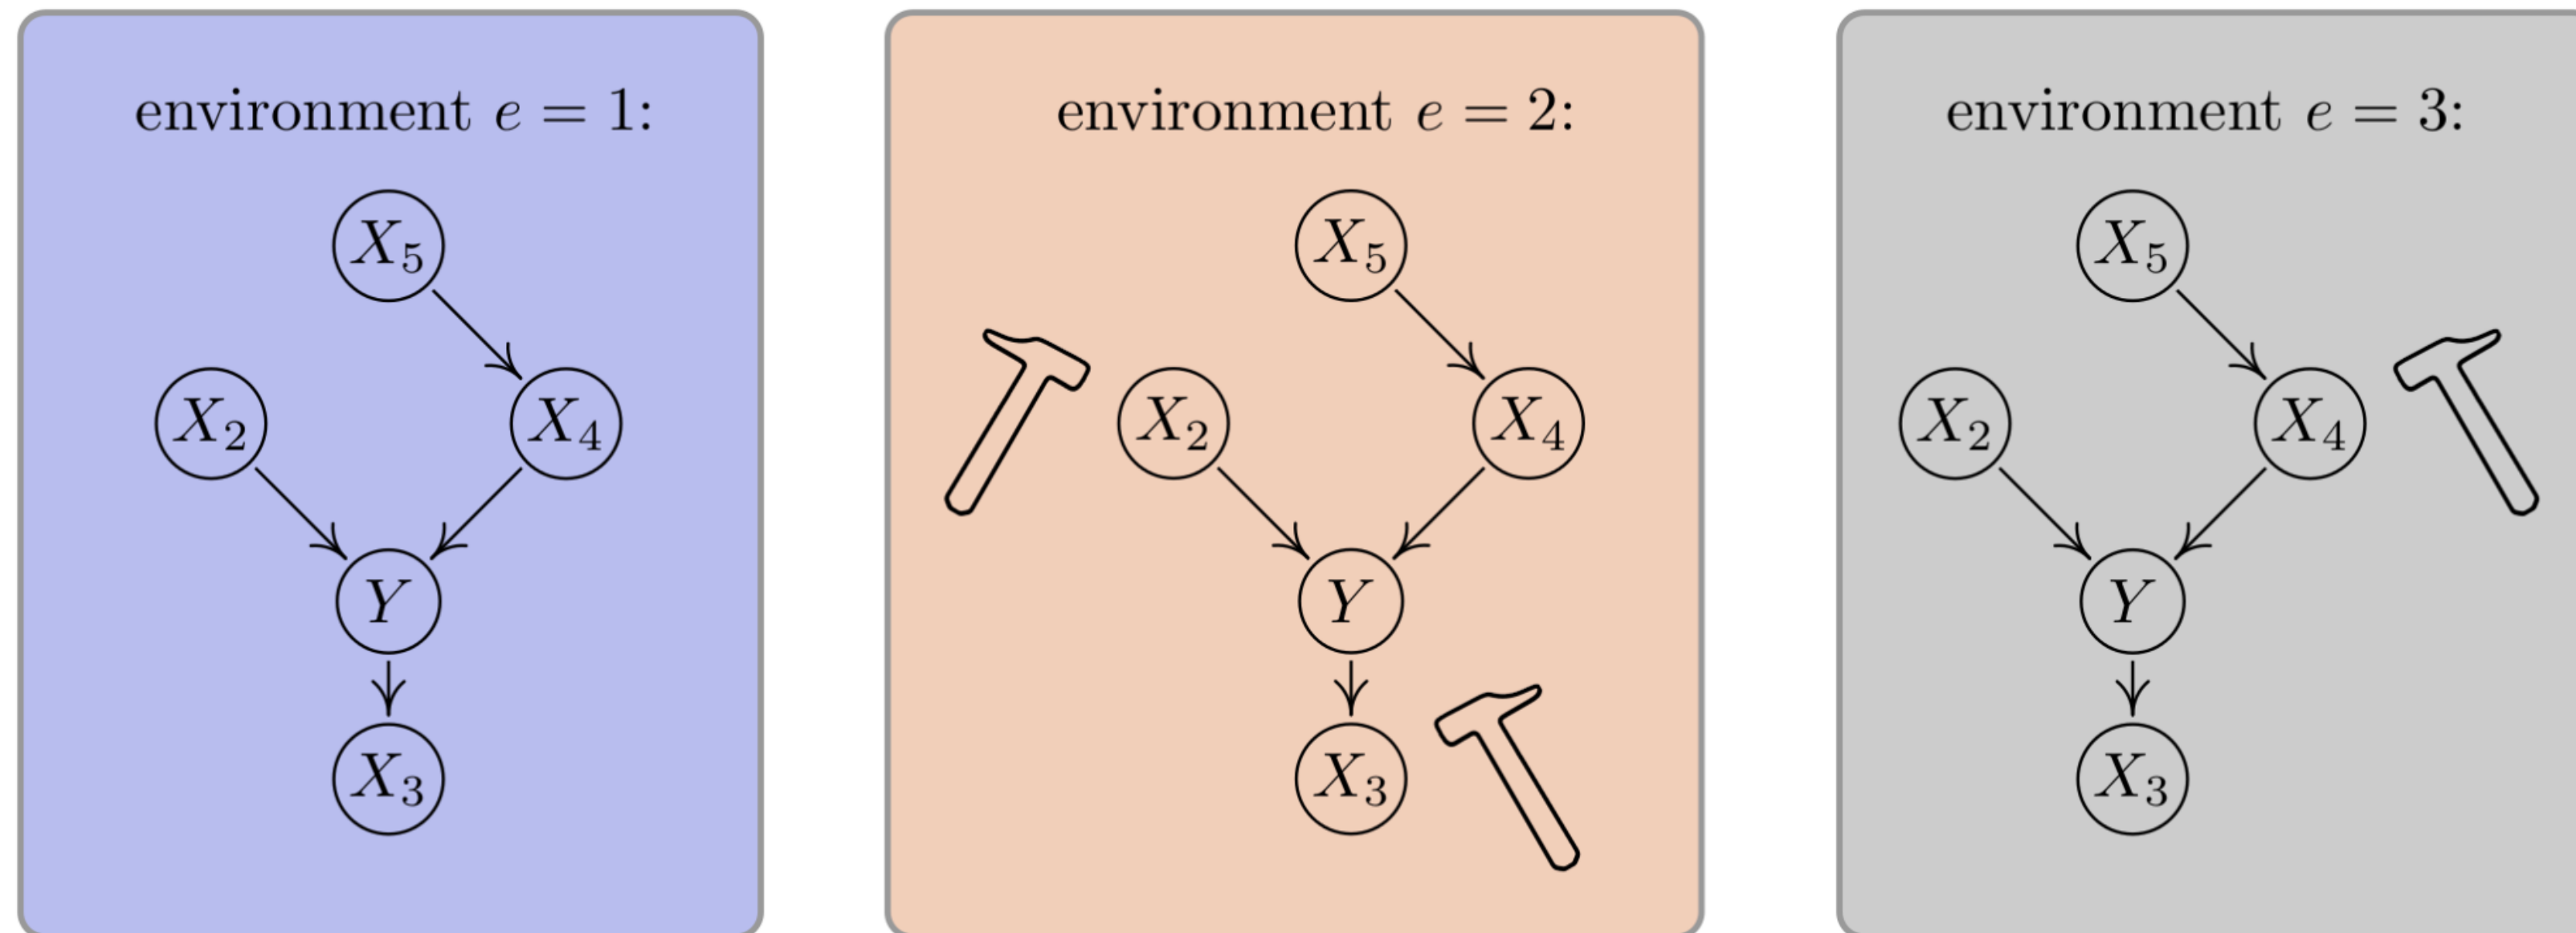 environment e = 1:
X5
X2 X4
Y
X3
environment e = 2:
X5
X2 X4
Y
X3
environment e = 3:
X5
X2 X4
Y
X3